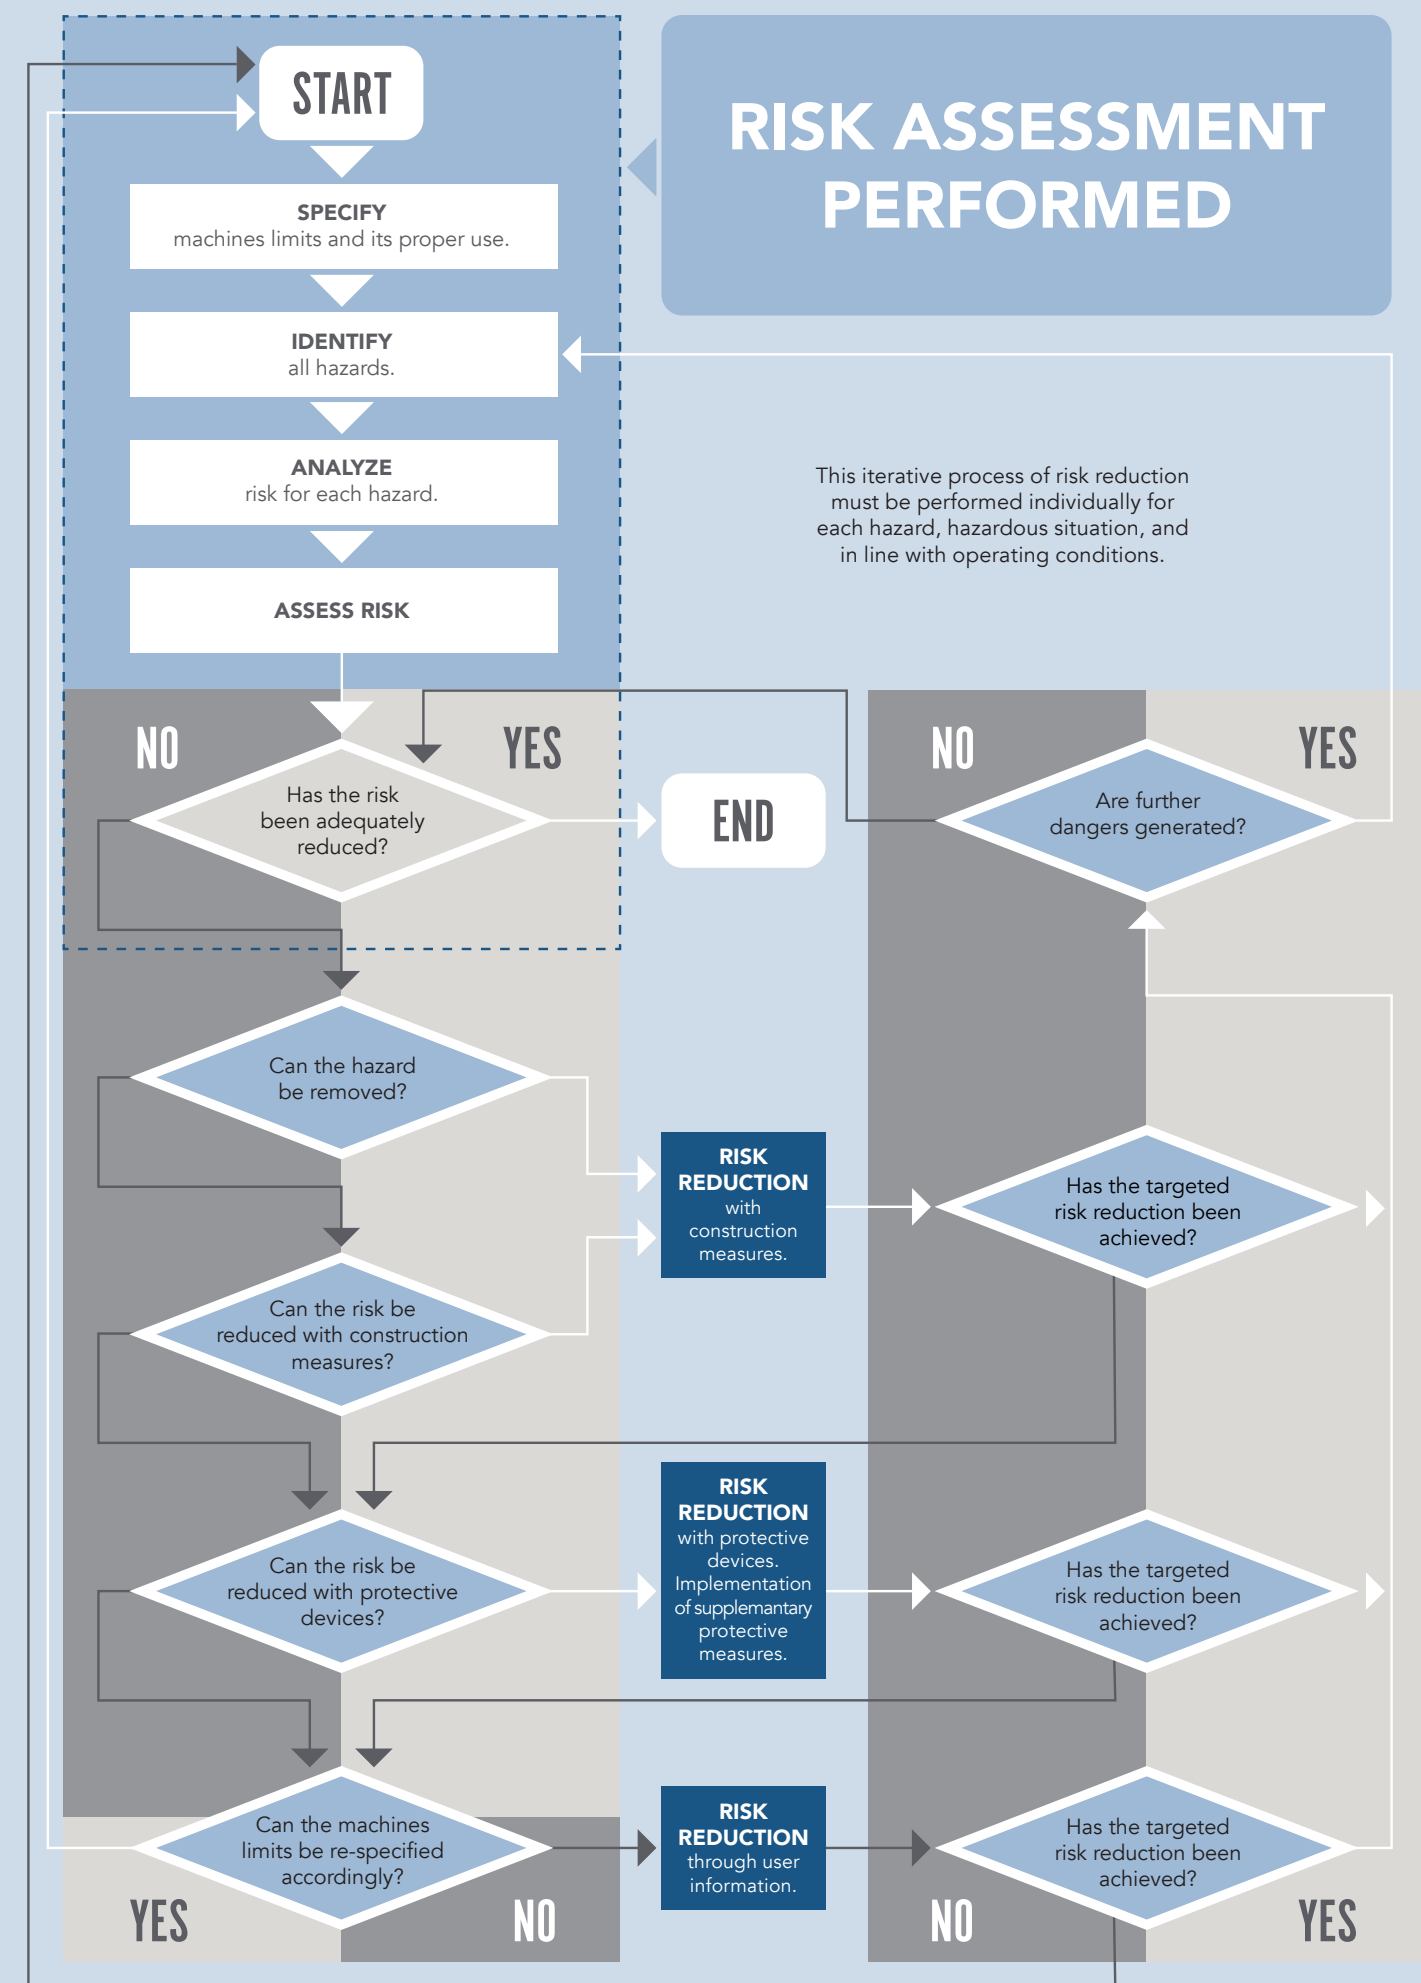 START
RISK ASSESSMENT
PERFORMED
SPECIFY
machines limits and its proper use.
IDENTIFY
all hazards.
ANALYZE
risk for each hazard.
This iterative process of risk reduction
must be performed individually for
each hazard, hazardous situation, and
in line with operating conditions.
ASSESS RISK
NO
YES
Has the risk
been adequately
reduced?
END
NO
YES
Are further
dangers generated?
Can the hazard
be removed?
RISK
REDUCTION
with
construction
measures.
Has the targeted
risk reduction been
achieved?
Can the risk be
reduced with construction
measures?
Can the risk be
reduced with protective
devices?
RISK
REDUCTION
with protective
devices.
Implementation
of supplemantary
protective
measures.
Has the targeted
risk reduction been
achieved?
Can the machines
limits be re-specified
accordingly?
YES
NO
RISK
REDUCTION
through user
information.
Has the targeted
risk reduction been
achieved?
NO
YES